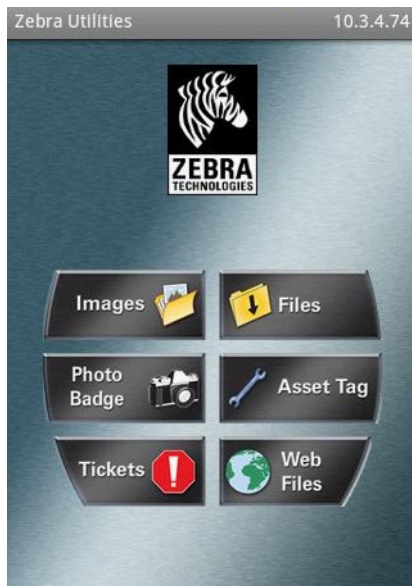 Zebra Utilities 10.3.4.74
ZEBRA
TECHNOLOGIES
Images
Files
Photo
Badge
Asset Tag
Tickets
Web
Files